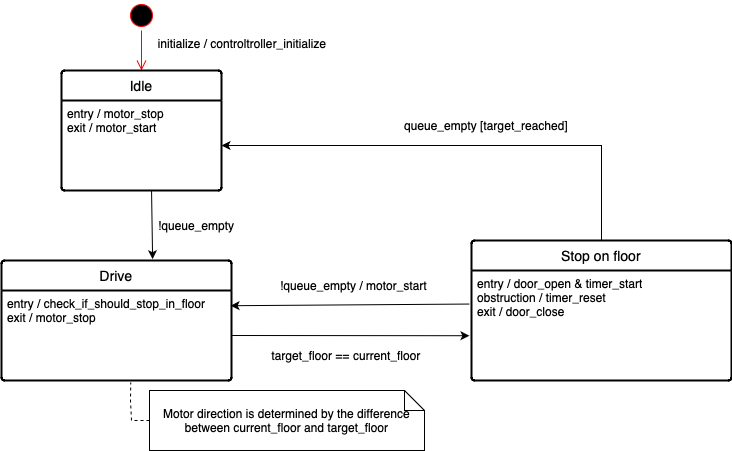 initialize / controltroller_initialize
Idle
entry / motor_stop
exit / motor_start
queue_empty [target_reached]
!queue_empty
Stop on floor
entry / door_open & timer_start
obstruction / timer_reset
exit / door_close
Drive
entry / check_if_should_stop_in_floor
exit / motor_stop
!queue_empty / motor_start
target_floor == current_floor
Motor direction is determined by the difference
between current_floor and target_floor